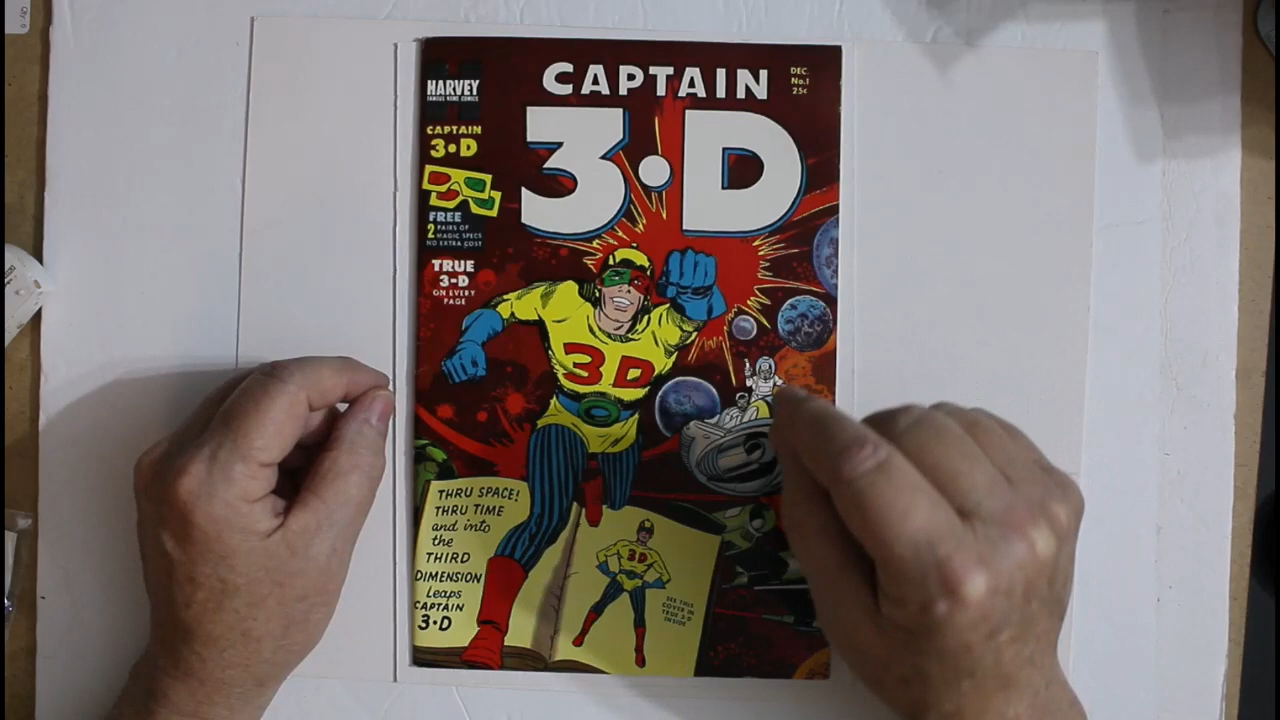 CAPTAIN
3·D
DEC.
No.1
25¢
HARVEY
FAMOUS NAME COMICS
CAPTAIN
3·D
FREE
2 PAIRS OF
MAGIC SPECS
NO EXTRA COST
TRUE
3-D
ON EVERY
PAGE
3D
THRU SPACE!
THRU TIME
and into
the
THIRD
DIMENSION
Leaps
CAPTAIN
3·D
3D
SEE THIS
COVER IN
TRUE 3-D
INSIDE
Qty: 6